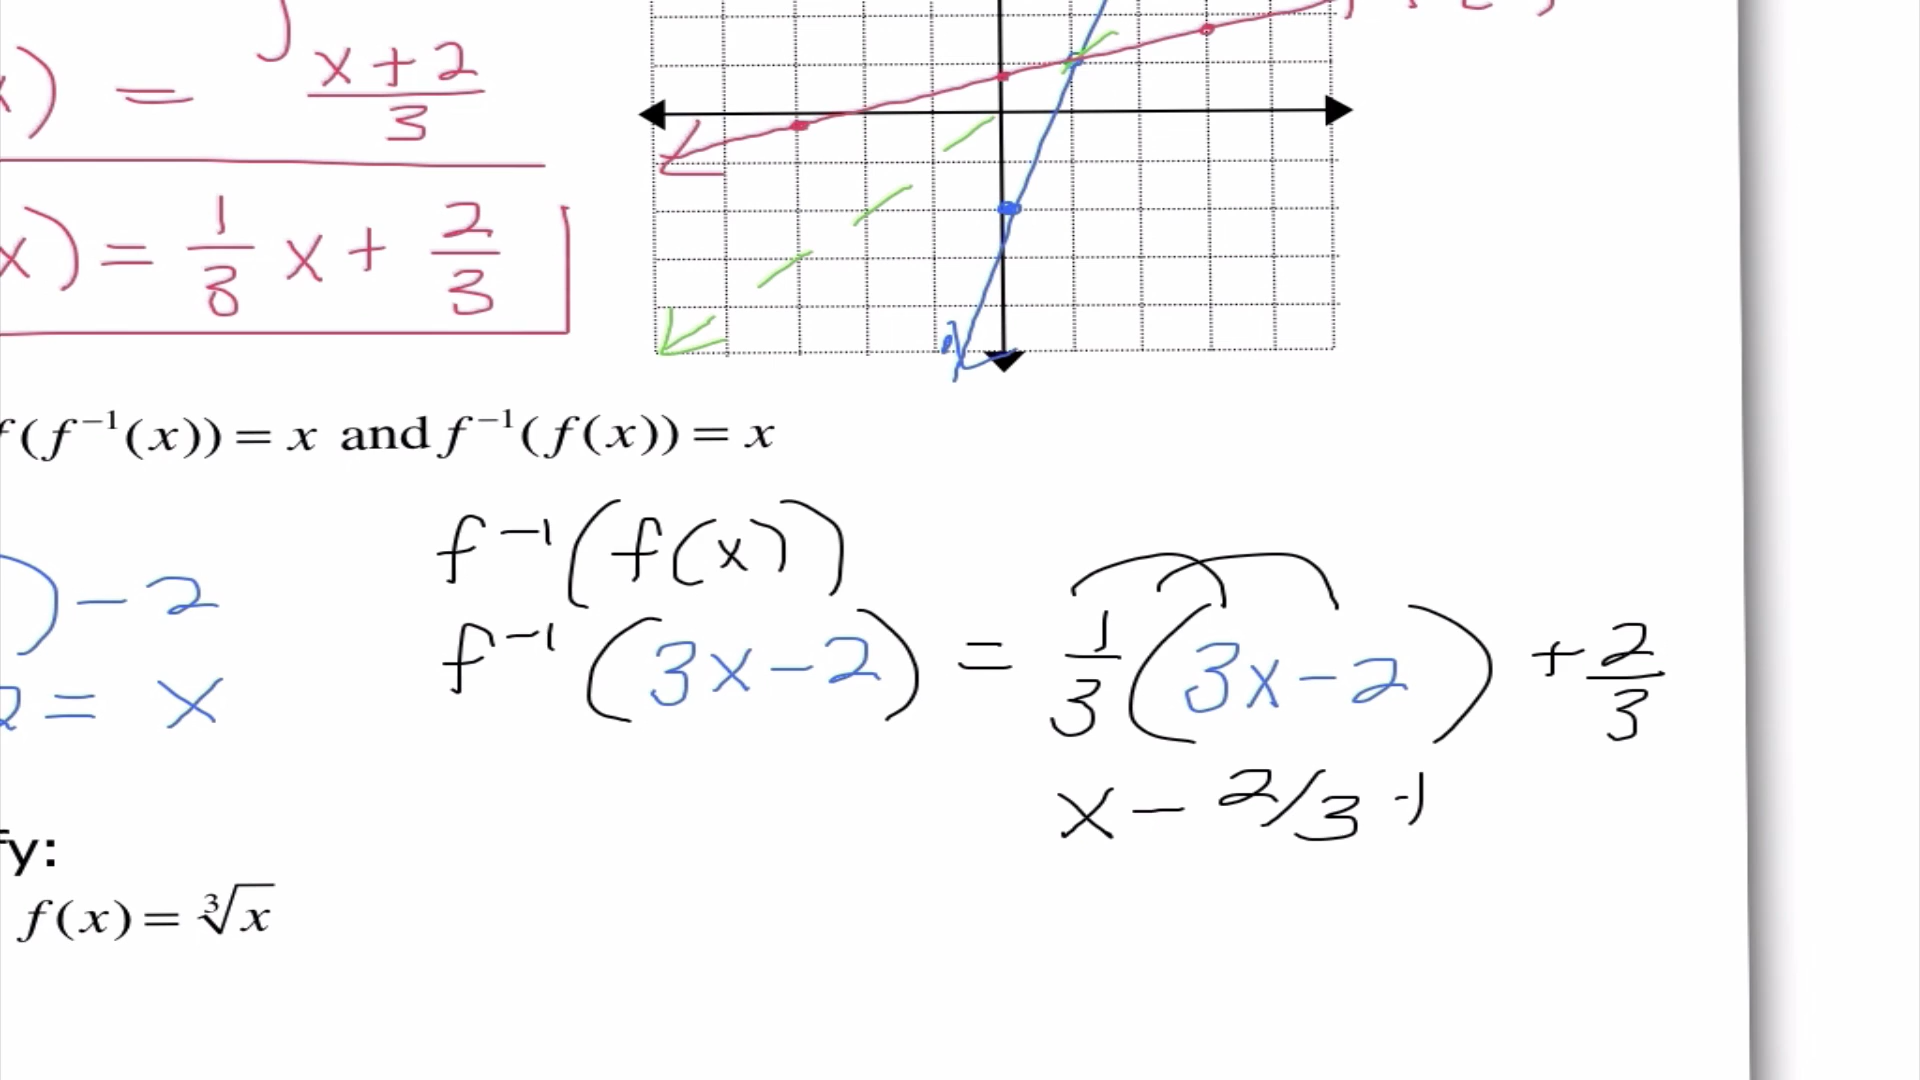 x) = x+2/3
x) = 1/3 x + 2/3
f(f⁻¹(x)) = x and f⁻¹(f(x)) = x
f⁻¹(f(x))
) − 2
f⁻¹(3x−2) = 1/3(3x−2) + 2/3
2 = x
x − 2/3
fy:
f(x) = ∛x